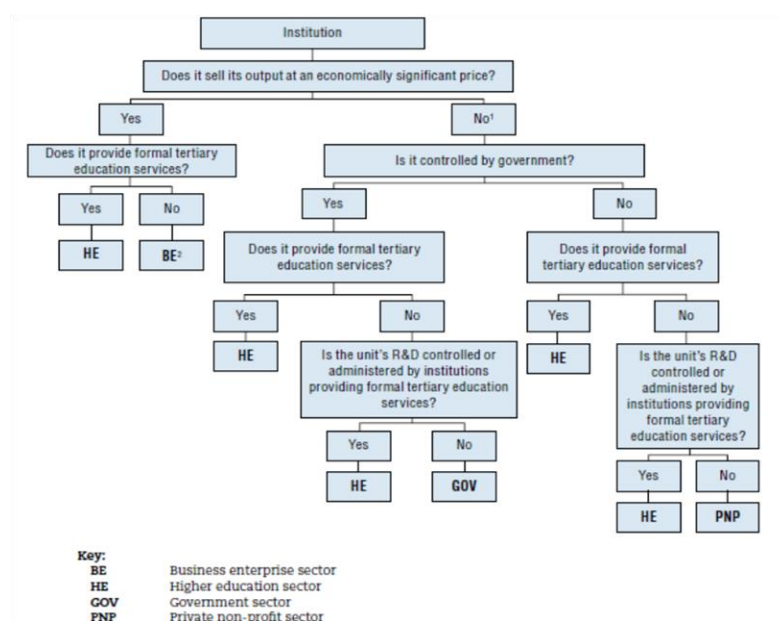 Institution
Does it sell its output at an economically significant price?
Yes
No¹
Does it provide formal tertiary
education services?
Is it controlled by government?
Yes
No
Yes
No
HE
BE²
Does it provide formal tertiary
education services?
Does it provide formal
tertiary education services?
Yes
No
Yes
No
HE
Is the unit's R&D controlled or
administered by institutions
providing formal tertiary education
services?
HE
Is the unit's R&D
controlled or
administered by
institutions providing
formal tertiary
education services?
Yes
No
HE
GOV
Yes
No
HE
PNP
Key:
BE Business enterprise sector
HE Higher education sector
GOV Government sector
PNP Private non-profit sector